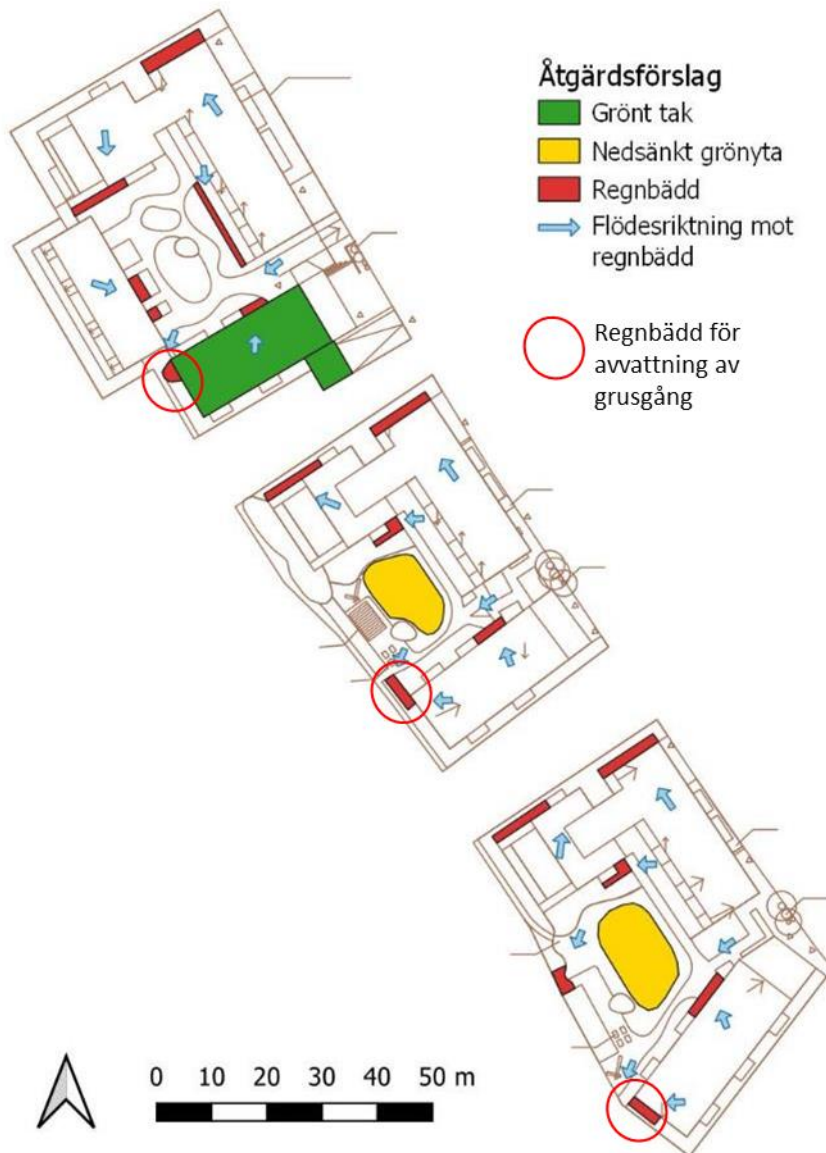 Åtgärdsförslag
Grönt tak
Nedsänkt grönyta
Regnbädd
Flödesriktning mot
regnbädd
Regnbädd för
avvattning av
grusgång
0 10 20 30 40 50 m